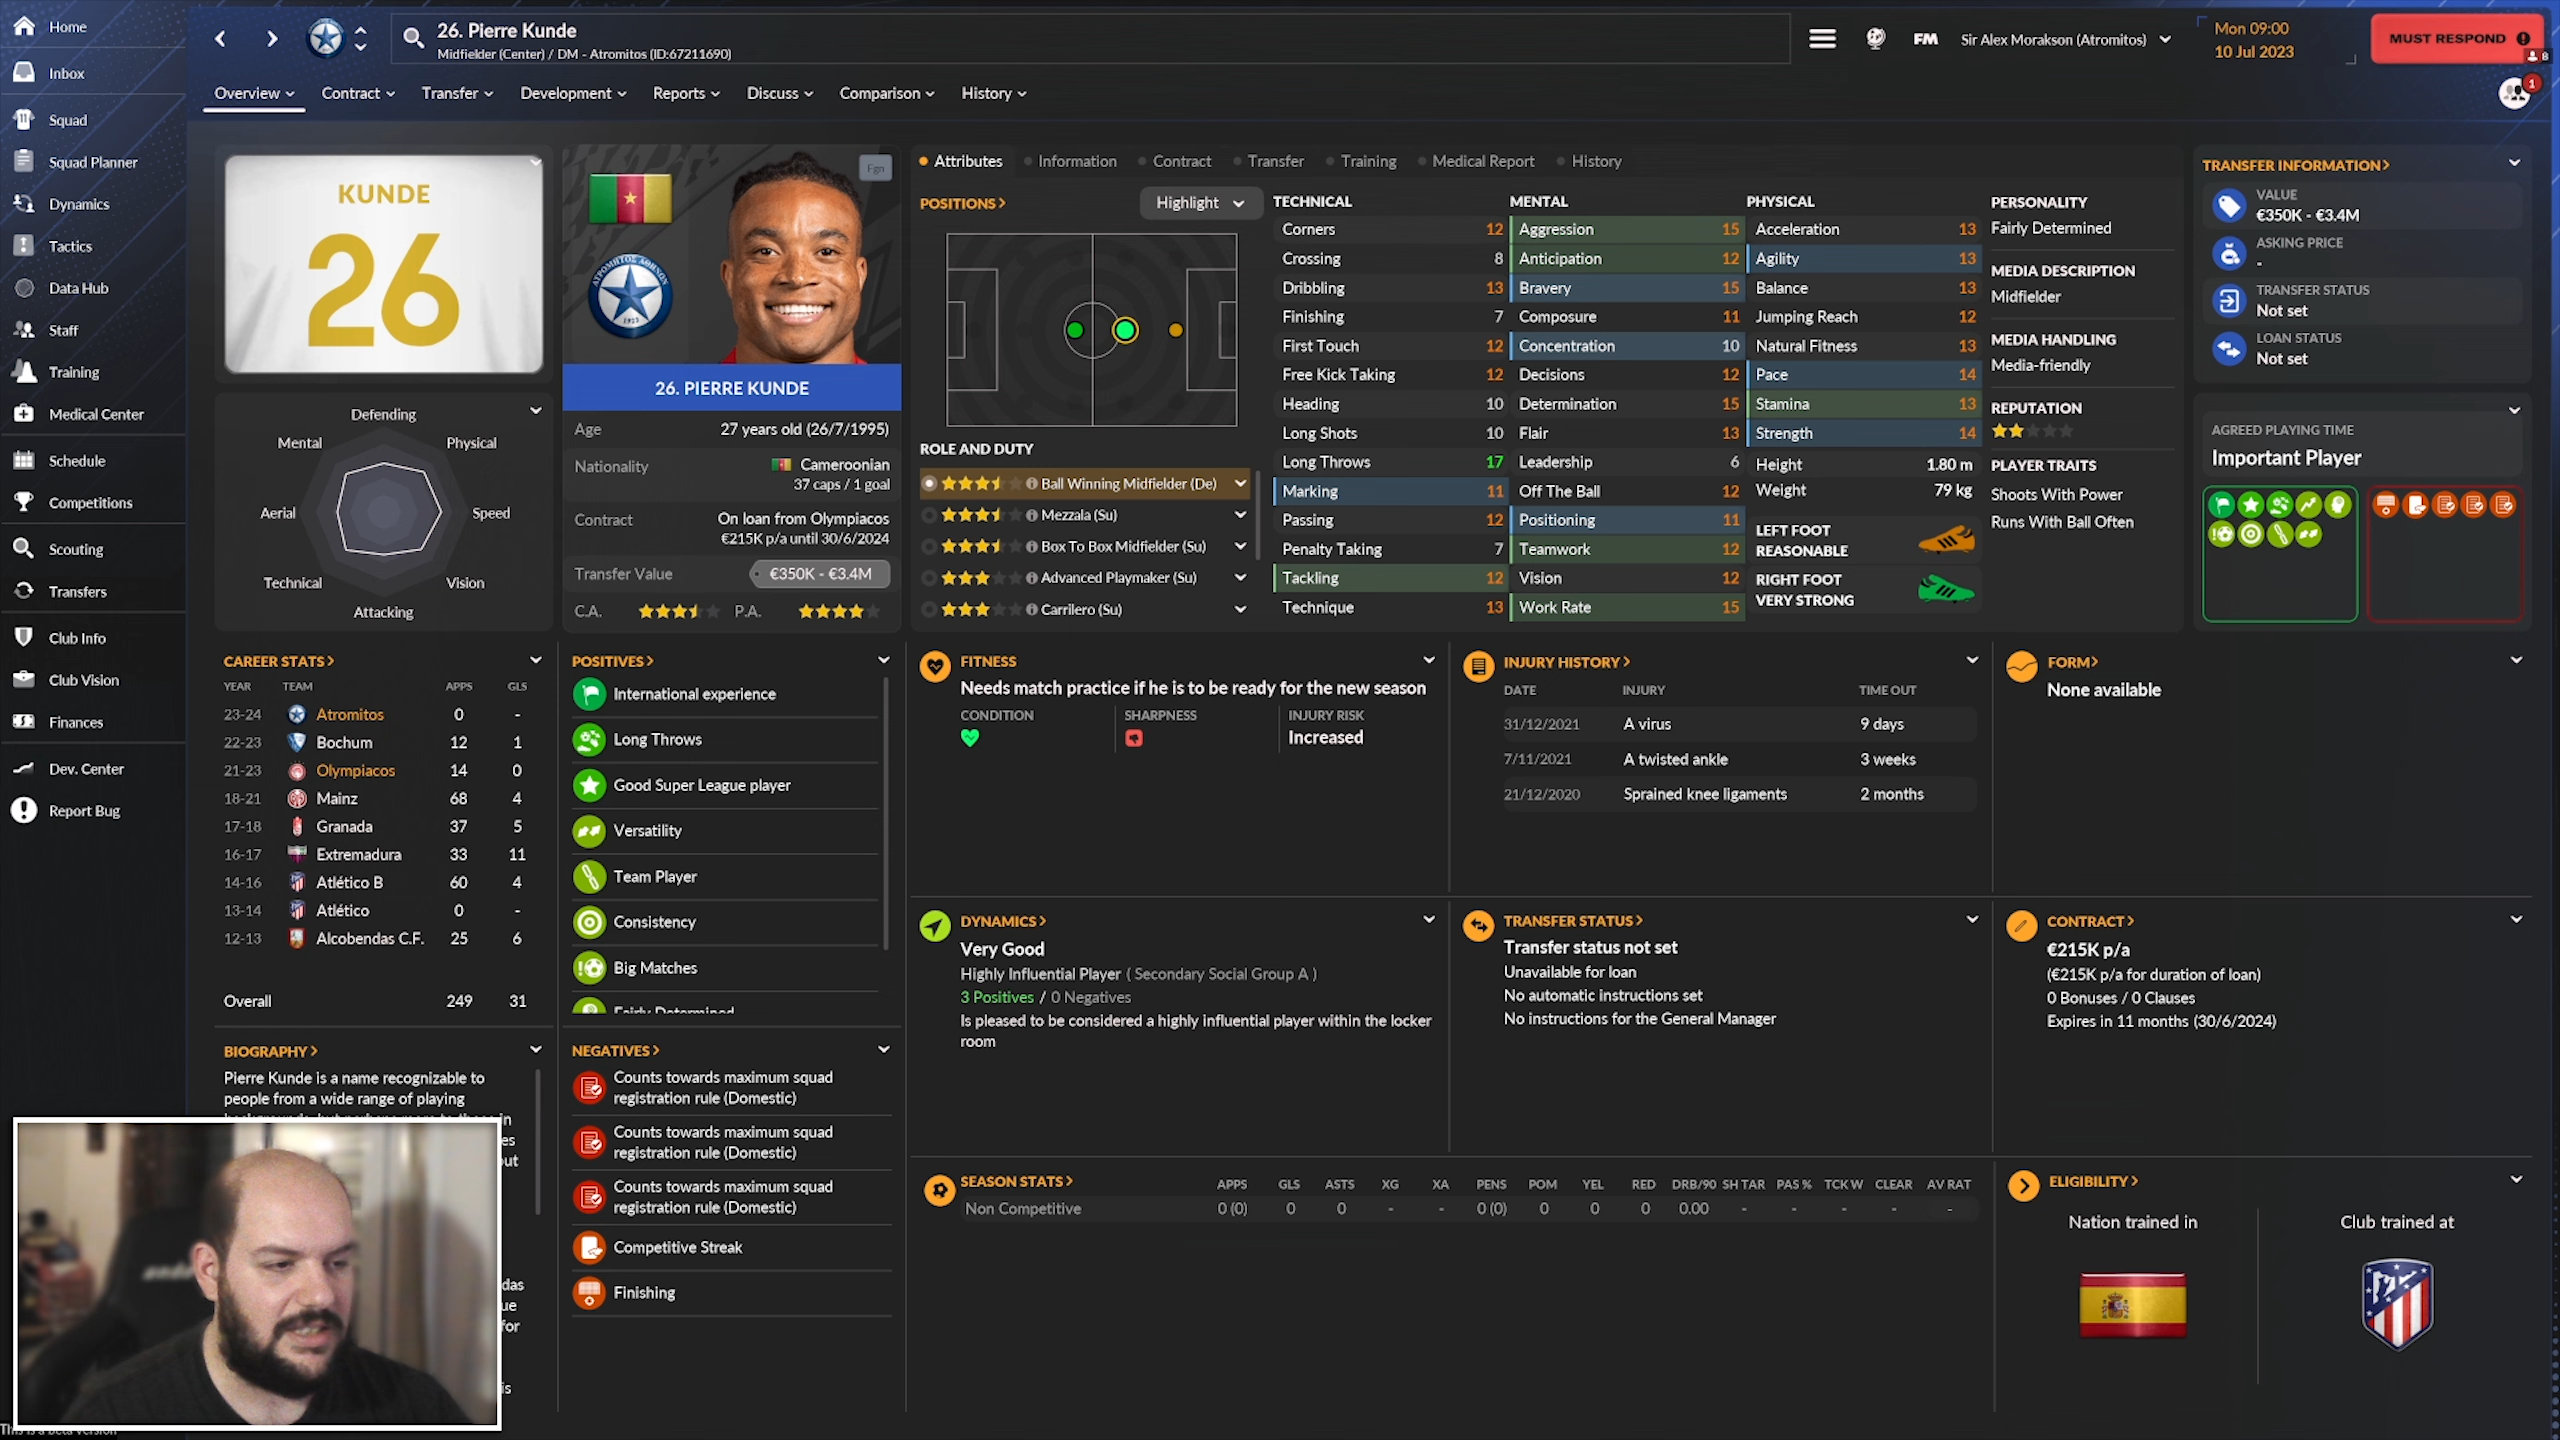 Home
Inbox
Squad
Squad Planner
Dynamics
Tactics
Data Hub
Staff
Training
Medical Center
Schedule
Competitions
Scouting
Transfers
Club Info
Club Vision
Finances
Dev. Center
Report Bug
26. Pierre Kunde
Midfielder (Center) / DM - Atromitos (ID:67211690)
FM
Sir Alex Morakson (Atromitos)
Mon 09:00
10 Jul 2023
MUST RESPOND
8
1
Overview Contract Transfer Development Reports Discuss Comparison History
KUNDE
26
Defending
Physical
Speed
Vision
Attacking
Technical
Aerial
Mental
Fgn
26. PIERRE KUNDE
Age 27 years old (26/7/1995)
Nationality Cameroonian
37 caps / 1 goal
Contract On loan from Olympiacos
€215K p/a until 30/6/2024
Transfer Value €350K - €3.4M
C.A. P.A.
Attributes Information Contract Transfer Training Medical Report History
POSITIONS>
Highlight
ROLE AND DUTY
Ball Winning Midfielder (De)
Mezzala (Su)
Box To Box Midfielder (Su)
Advanced Playmaker (Su)
Carrilero (Su)
TECHNICAL
Corners 12
Crossing 8
Dribbling 13
Finishing 7
First Touch 12
Free Kick Taking 12
Heading 10
Long Shots 10
Long Throws 17
Marking 11
Passing 12
Penalty Taking 7
Tackling 12
Technique 13
MENTAL
Aggression 15
Anticipation 12
Bravery 15
Composure 11
Concentration 10
Decisions 12
Determination 15
Flair 13
Leadership 6
Off The Ball 12
Positioning 11
Teamwork 12
Vision 12
Work Rate 15
PHYSICAL
Acceleration 13
Agility 13
Balance 13
Jumping Reach 12
Natural Fitness 13
Pace 14
Stamina 13
Strength 14
Height 1.80 m
Weight 79 kg
LEFT FOOT
REASONABLE
RIGHT FOOT
VERY STRONG
PERSONALITY
Fairly Determined
MEDIA DESCRIPTION
Midfielder
MEDIA HANDLING
Media-friendly
REPUTATION
PLAYER TRAITS
Shoots With Power
Runs With Ball Often
TRANSFER INFORMATION>
VALUE
€350K - €3.4M
ASKING PRICE
-
TRANSFER STATUS
Not set
LOAN STATUS
Not set
AGREED PLAYING TIME
Important Player
CAREER STATS>
YEAR TEAM APPS GLS
23-24 Atromitos 0 -
22-23 Bochum 12 1
21-23 Olympiacos 14 0
18-21 Mainz 68 4
17-18 Granada 37 5
16-17 Extremadura 33 11
14-16 Atlético B 60 4
13-14 Atlético 0 -
12-13 Alcobendas C.F. 25 6
Overall 249 31
BIOGRAPHY>
Pierre Kunde is a name recognizable to
people from a wide range of playing
POSITIVES>
International experience
Long Throws
Good Super League player
Versatility
Team Player
Consistency
Big Matches
Fairly Determined
NEGATIVES>
Counts towards maximum squad
registration rule (Domestic)
Counts towards maximum squad
registration rule (Domestic)
Counts towards maximum squad
registration rule (Domestic)
Competitive Streak
Finishing
FITNESS
Needs match practice if he is to be ready for the new season
CONDITION SHARPNESS INJURY RISK
Increased
INJURY HISTORY>
DATE INJURY TIME OUT
31/12/2021 A virus 9 days
7/11/2021 A twisted ankle 3 weeks
21/12/2020 Sprained knee ligaments 2 months
FORM>
None available
DYNAMICS>
Very Good
Highly Influential Player ( Secondary Social Group A )
3 Positives / 0 Negatives
Is pleased to be considered a highly influential player within the locker
room
TRANSFER STATUS>
Transfer status not set
Unavailable for loan
No automatic instructions set
No instructions for the General Manager
CONTRACT>
€215K p/a
(€215K p/a for duration of loan)
0 Bonuses / 0 Clauses
Expires in 11 months (30/6/2024)
SEASON STATS>
APPS GLS ASTS XG XA PENS POM YEL RED DRB/90 SH TAR PAS % TCK W CLEAR AV RAT
Non Competitive 0 (0) 0 0 - - 0 (0) 0 0 0 0.00 - - - - -
ELIGIBILITY>
Nation trained in
Club trained at